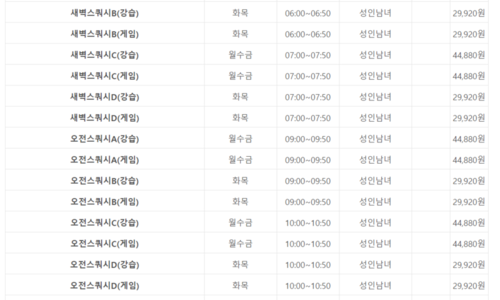 새벽스쿼시B(강습) 화목 06:00~06:50 성인남녀 29,920원
새벽스쿼시B(게임) 화목 06:00~06:50 성인남녀 29,920원
새벽스쿼시C(강습) 월수금 07:00~07:50 성인남녀 44,880원
새벽스쿼시C(게임) 월수금 07:00~07:50 성인남녀 44,880원
새벽스쿼시D(강습) 화목 07:00~07:50 성인남녀 29,920원
새벽스쿼시D(게임) 화목 07:00~07:50 성인남녀 29,920원
오전스쿼시A(강습) 월수금 09:00~09:50 성인남녀 44,880원
오전스쿼시A(게임) 월수금 09:00~09:50 성인남녀 44,880원
오전스쿼시B(강습) 화목 09:00~09:50 성인남녀 29,920원
오전스쿼시B(게임) 화목 09:00~09:50 성인남녀 29,920원
오전스쿼시C(강습) 월수금 10:00~10:50 성인남녀 44,880원
오전스쿼시C(게임) 월수금 10:00~10:50 성인남녀 44,880원
오전스쿼시D(강습) 화목 10:00~10:50 성인남녀 29,920원
오전스쿼시D(게임) 화목 10:00~10:50 성인남녀 29,920원